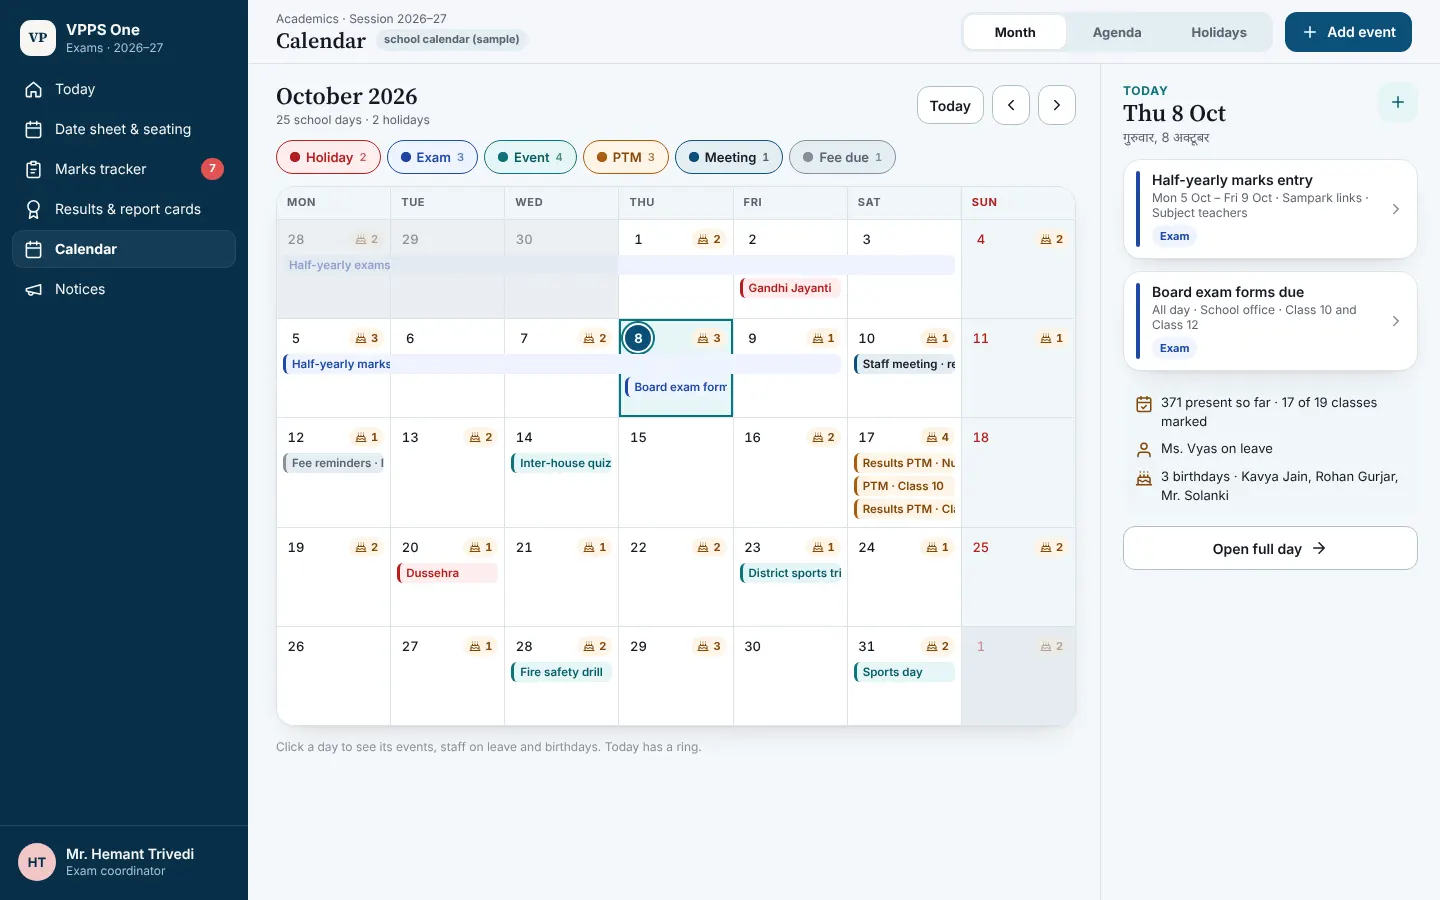 VP
VPPS One
Exams · 2026–27
Today
Date sheet & seating
Marks tracker 7
Results & report cards
Calendar
Notices
Mr. Hemant Trivedi
HT
Exam coordinator
Academics · Session 2026–27
Calendar school calendar (sample)
Month Agenda Holidays
+ Add event
October 2026
25 school days · 2 holidays
Today
Holiday 2 Exam 3 Event 4 PTM 3 Meeting 1 Fee due 1
MON TUE WED THU FRI SAT SUN
28 2 29 30 1 2 2 3 4 2
Half-yearly exams
Gandhi Jayanti
5 3 6 7 2 8 3 9 1 10 1 11 1
Half-yearly marks Staff meeting · re
Board exam form
12 1 13 2 14 15 16 2 17 4 18
Fee reminders · Inter-house quiz Results PTM · Nu
PTM · Class 10
Results PTM · Cla
19 2 20 1 21 1 22 2 23 1 24 1 25 2
Dussehra District sports tri
26 27 1 28 2 29 3 30 31 2 1 2
Fire safety drill Sports day
Click a day to see its events, staff on leave and birthdays. Today has a ring.
TODAY
Thu 8 Oct
गुरुवार, 8 अक्टूबर
+
Half-yearly marks entry
Mon 5 Oct – Fri 9 Oct · Sampark links ·
Subject teachers
Exam
Board exam forms due
All day · School office · Class 10 and
Class 12
Exam
371 present so far · 17 of 19 classes
marked
Ms. Vyas on leave
3 birthdays · Kavya Jain, Rohan Gurjar,
Mr. Solanki
Open full day →